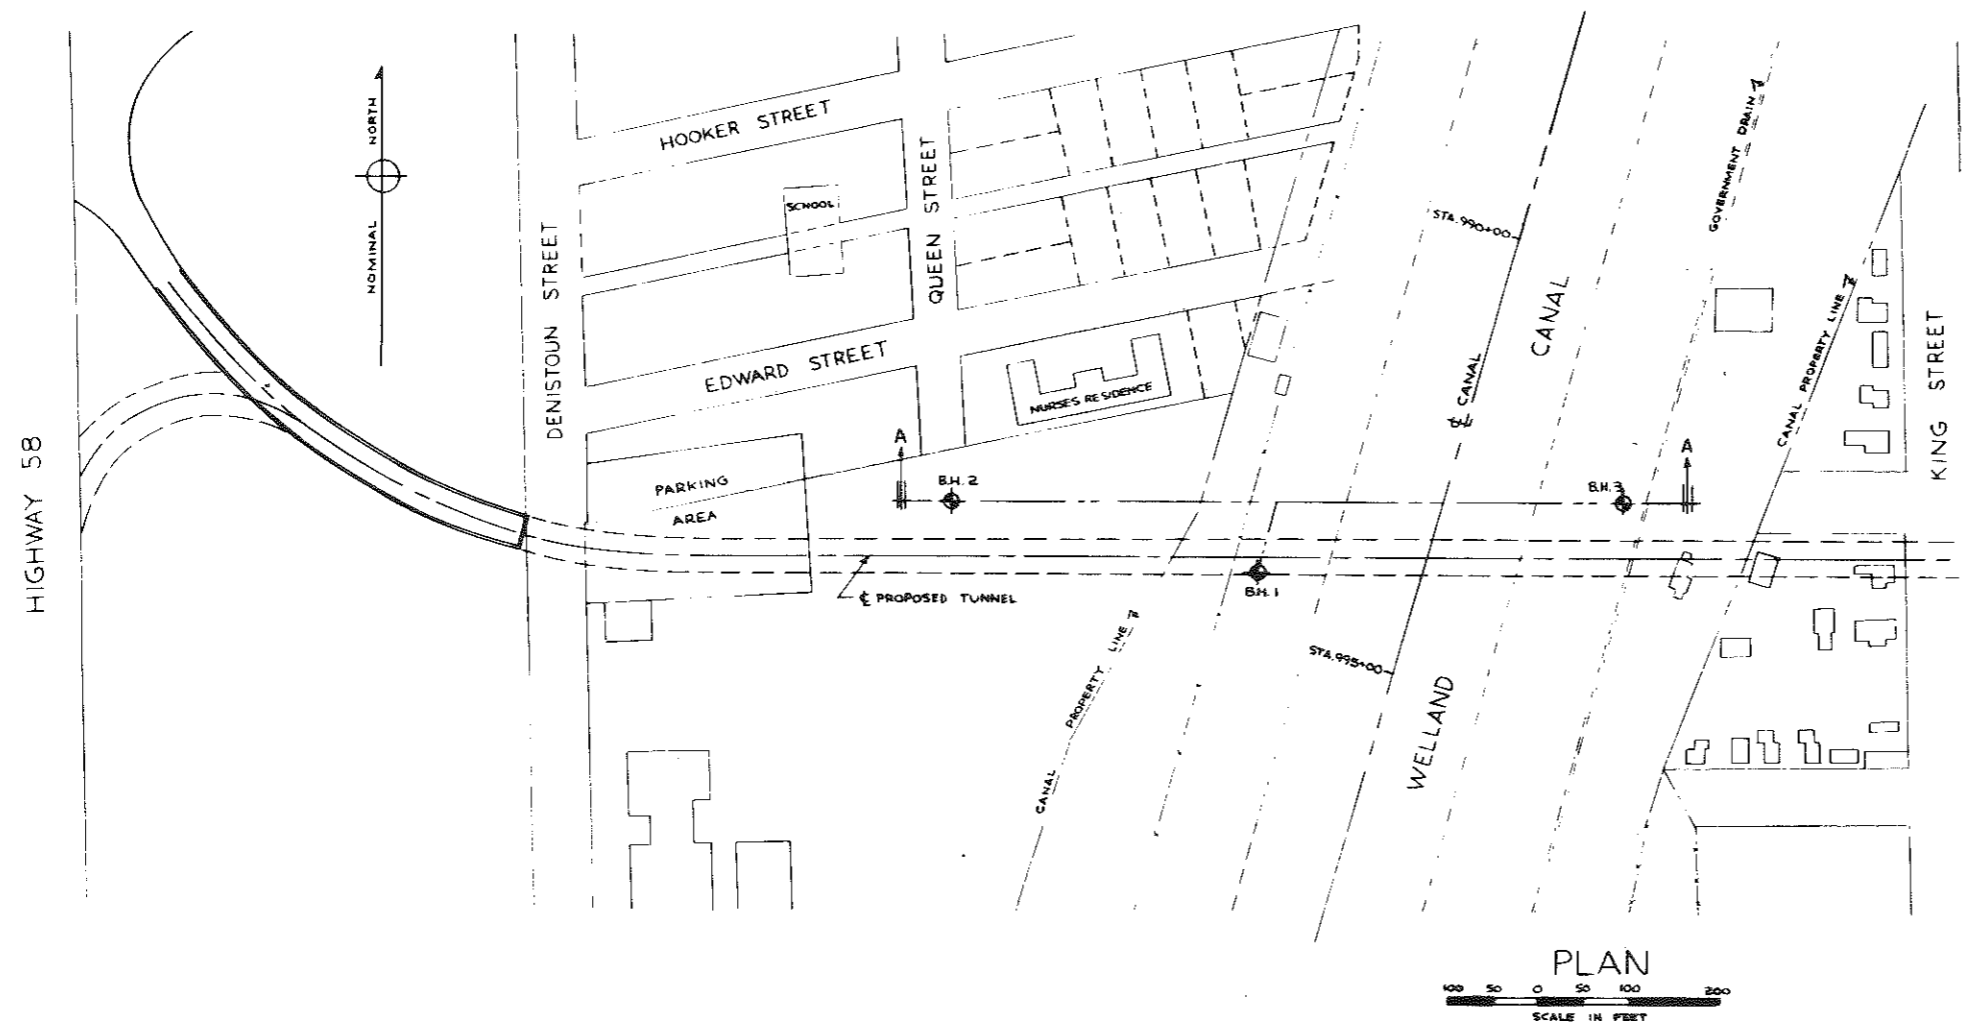 HOOKER STREET
NOMINAL NORTH
SCHOOL
QUEEN STREET
DENISTOUN STREET
EDWARD STREET
NURSES RESIDENCE
STA. 990+00
GOVERNMENT DRAIN
CANAL
℄ CANAL
CANAL PROPERTY LINE
KING STREET
HIGHWAY 58
PARKING
AREA
A
B.H. 2
B.H. 3
A
B.H. 1
℄ PROPOSED TUNNEL
CANAL PROPERTY LINE
STA. 995+00
WELLAND
PLAN
100 50 0 50 100 200
SCALE IN FEET